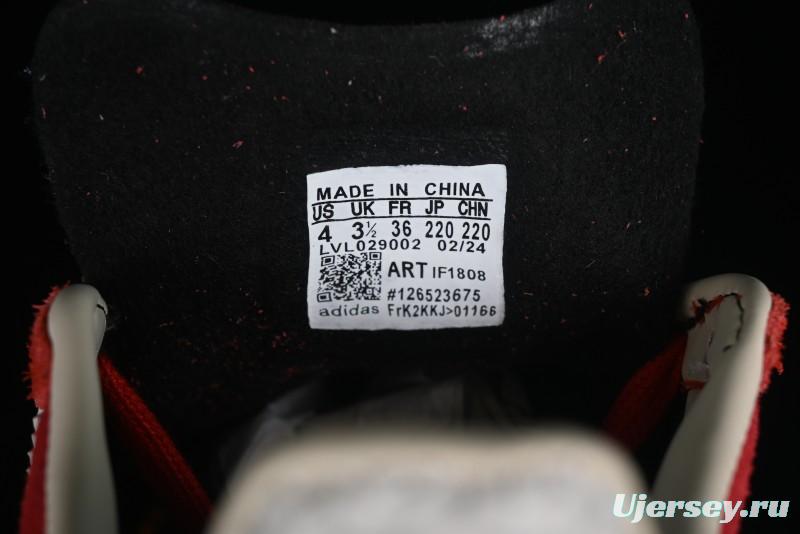 MADE IN CHINA
US UK FR JP CHN
4 3½ 36 220 220
LVL029002 02/24
ART IF1808
#126523675
adidas FrK2KKJ>01166
Ujersey.ru